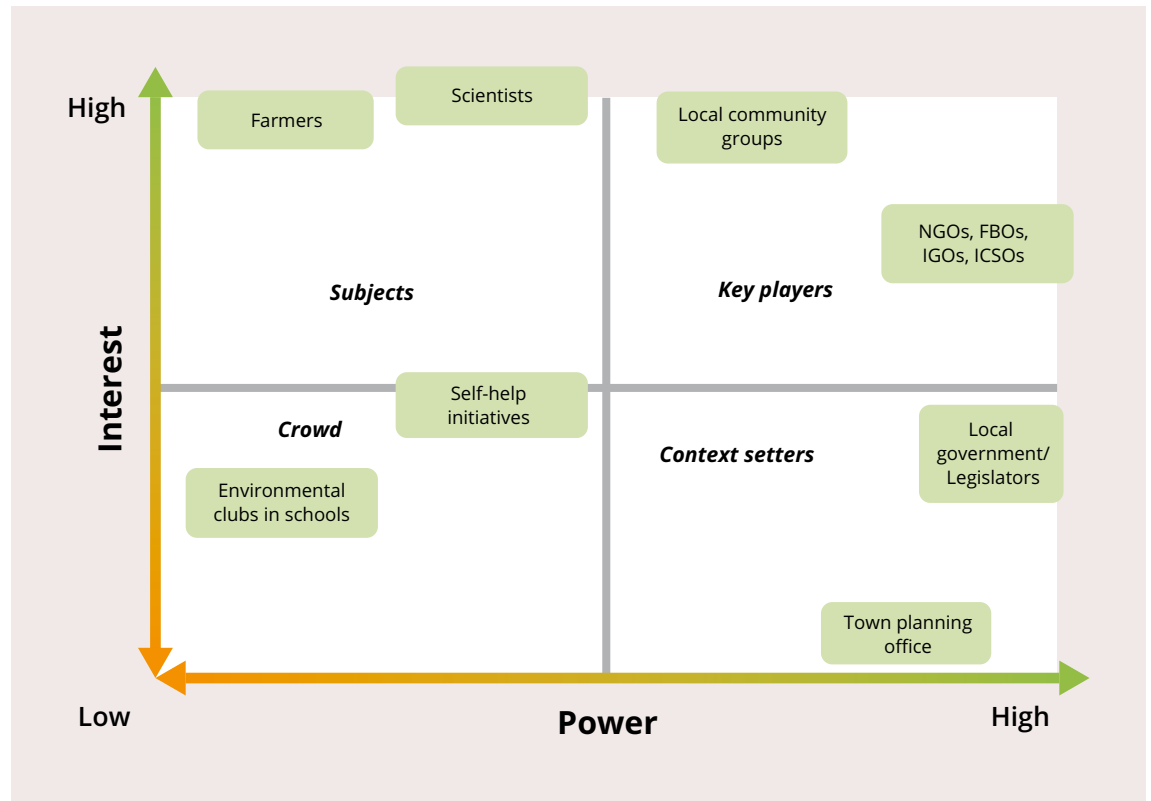 High
Farmers
Scientists
Local community
groups
NGOs, FBOs,
IGOs, ICSOs
Subjects
Key players
Interest
Self-help
initiatives
Crowd
Context setters
Local
government/
Legislators
Environmental
clubs in schools
Town planning
office
Low
Power
High